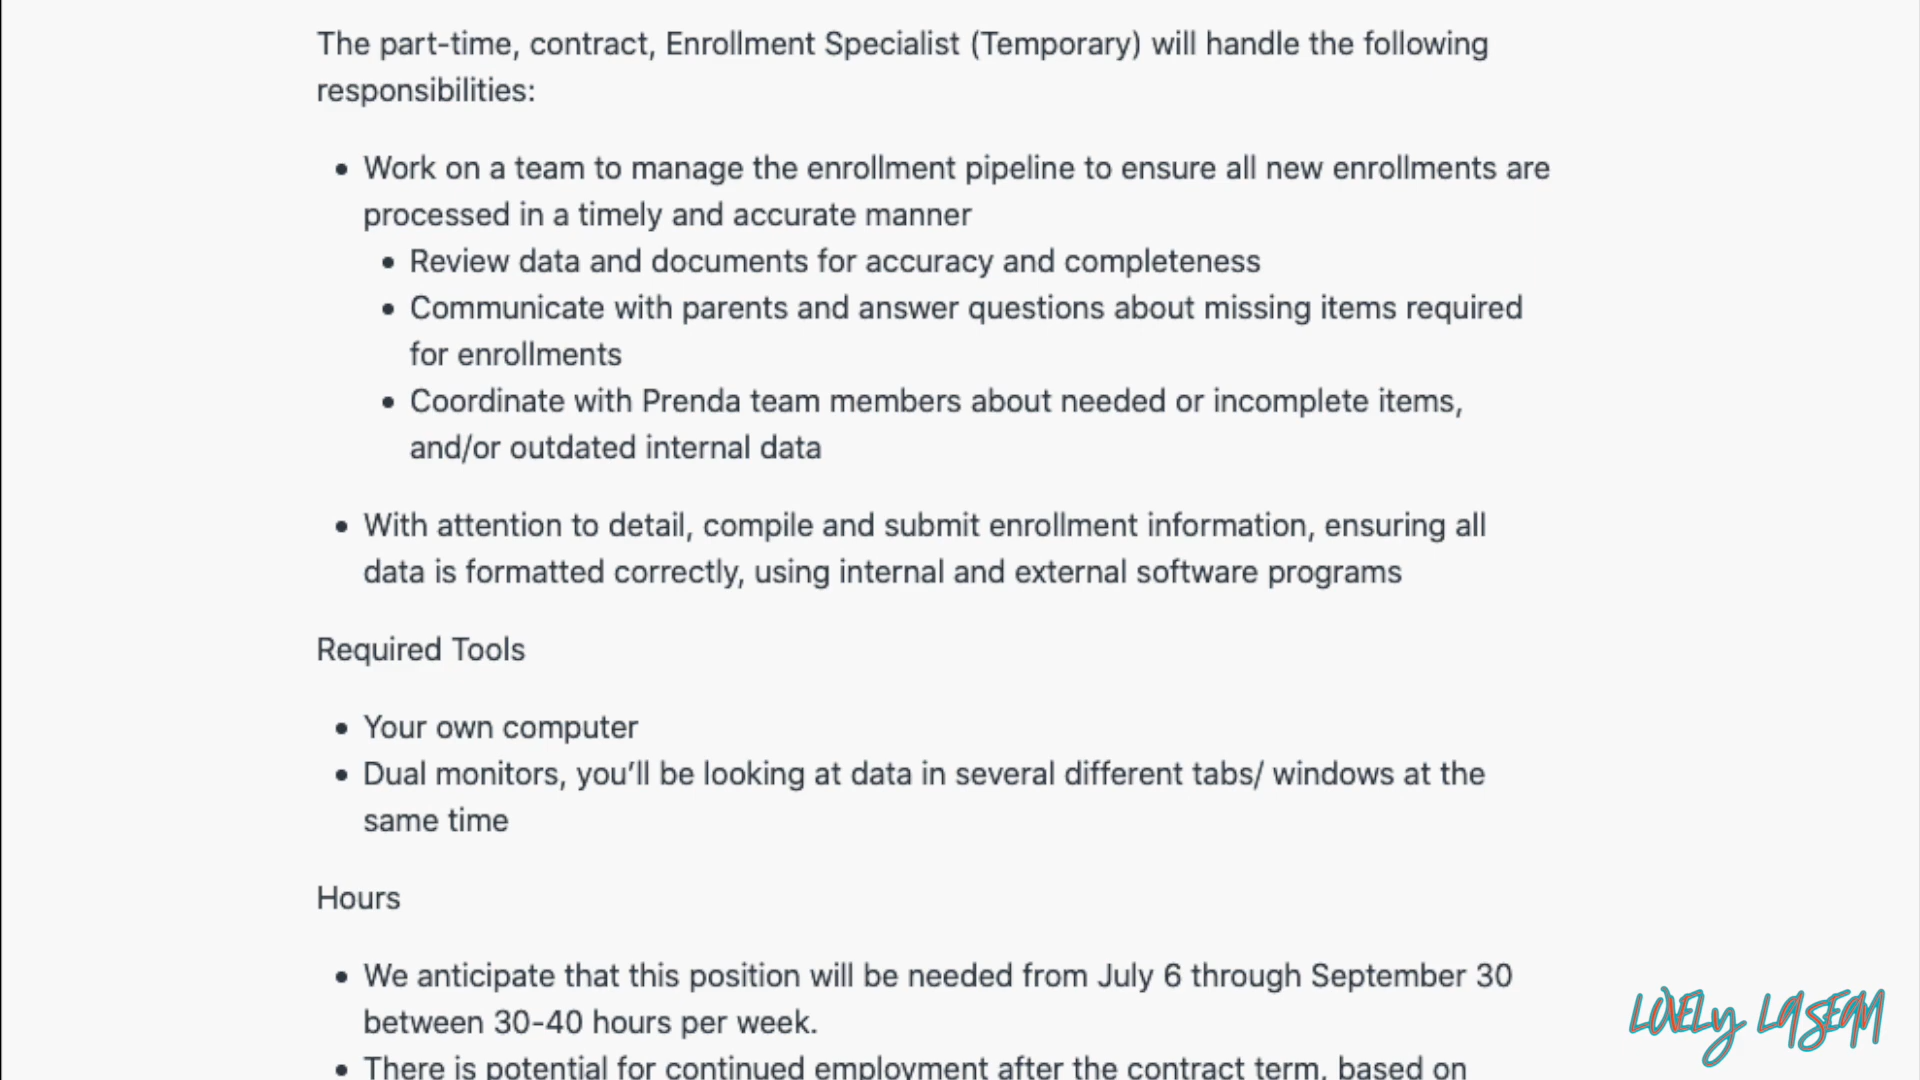 The part-time, contract, Enrollment Specialist (Temporary) will handle the following
responsibilities:
• Work on a team to manage the enrollment pipeline to ensure all new enrollments are
processed in a timely and accurate manner
• Review data and documents for accuracy and completeness
• Communicate with parents and answer questions about missing items required
for enrollments
• Coordinate with Prenda team members about needed or incomplete items,
and/or outdated internal data
• With attention to detail, compile and submit enrollment information, ensuring all
data is formatted correctly, using internal and external software programs
Required Tools
• Your own computer
• Dual monitors, you’ll be looking at data in several different tabs/ windows at the
same time
Hours
• We anticipate that this position will be needed from July 6 through September 30
between 30-40 hours per week.
• There is potential for continued employment after the contract term, based on
LOVELy LASEAN